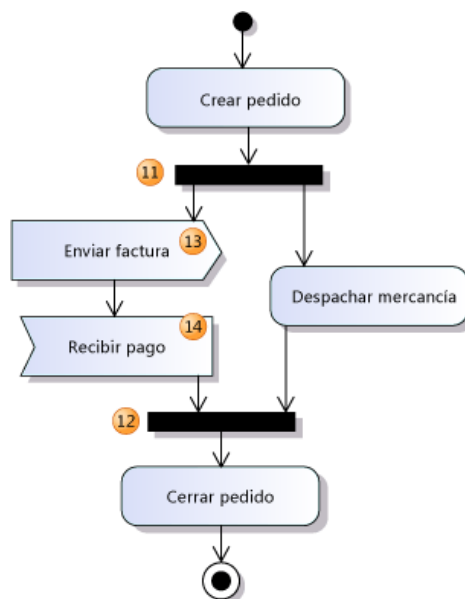 Crear pedido
11
13
Enviar factura
Despachar mercancía
14
Recibir pago
12
Cerrar pedido